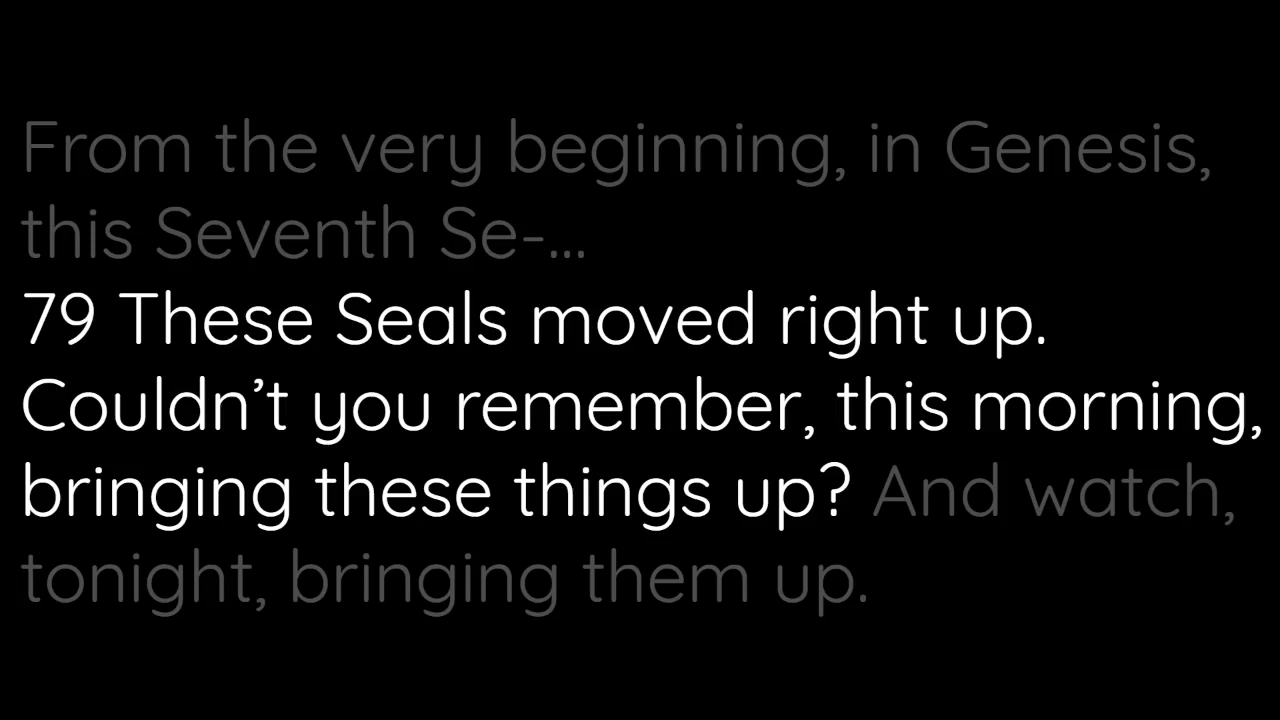 From the very beginning, in Genesis,
this Seventh Se-...
79 These Seals moved right up.
Couldn’t you remember, this morning,
bringing these things up? And watch,
tonight, bringing them up.